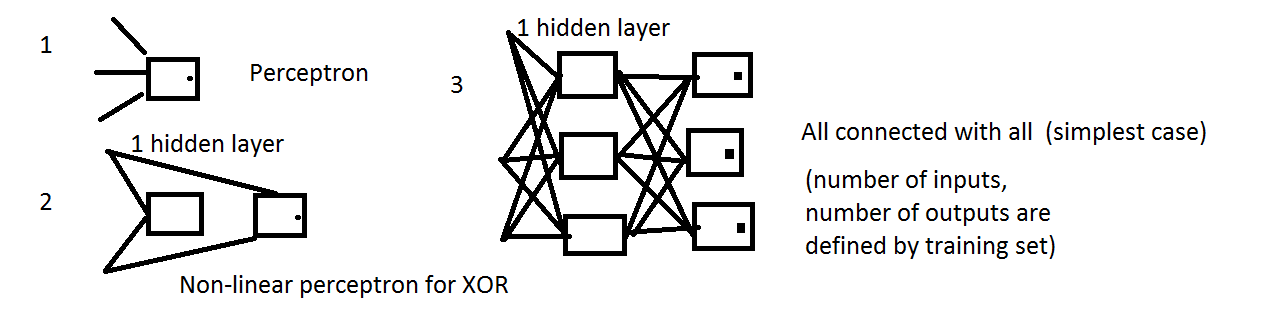 1
Perceptron
1 hidden layer
2
Non-linear perceptron for XOR
3
1 hidden layer
All connected with all  (simplest case)
(number of inputs,
number of outputs are
defined by training set)